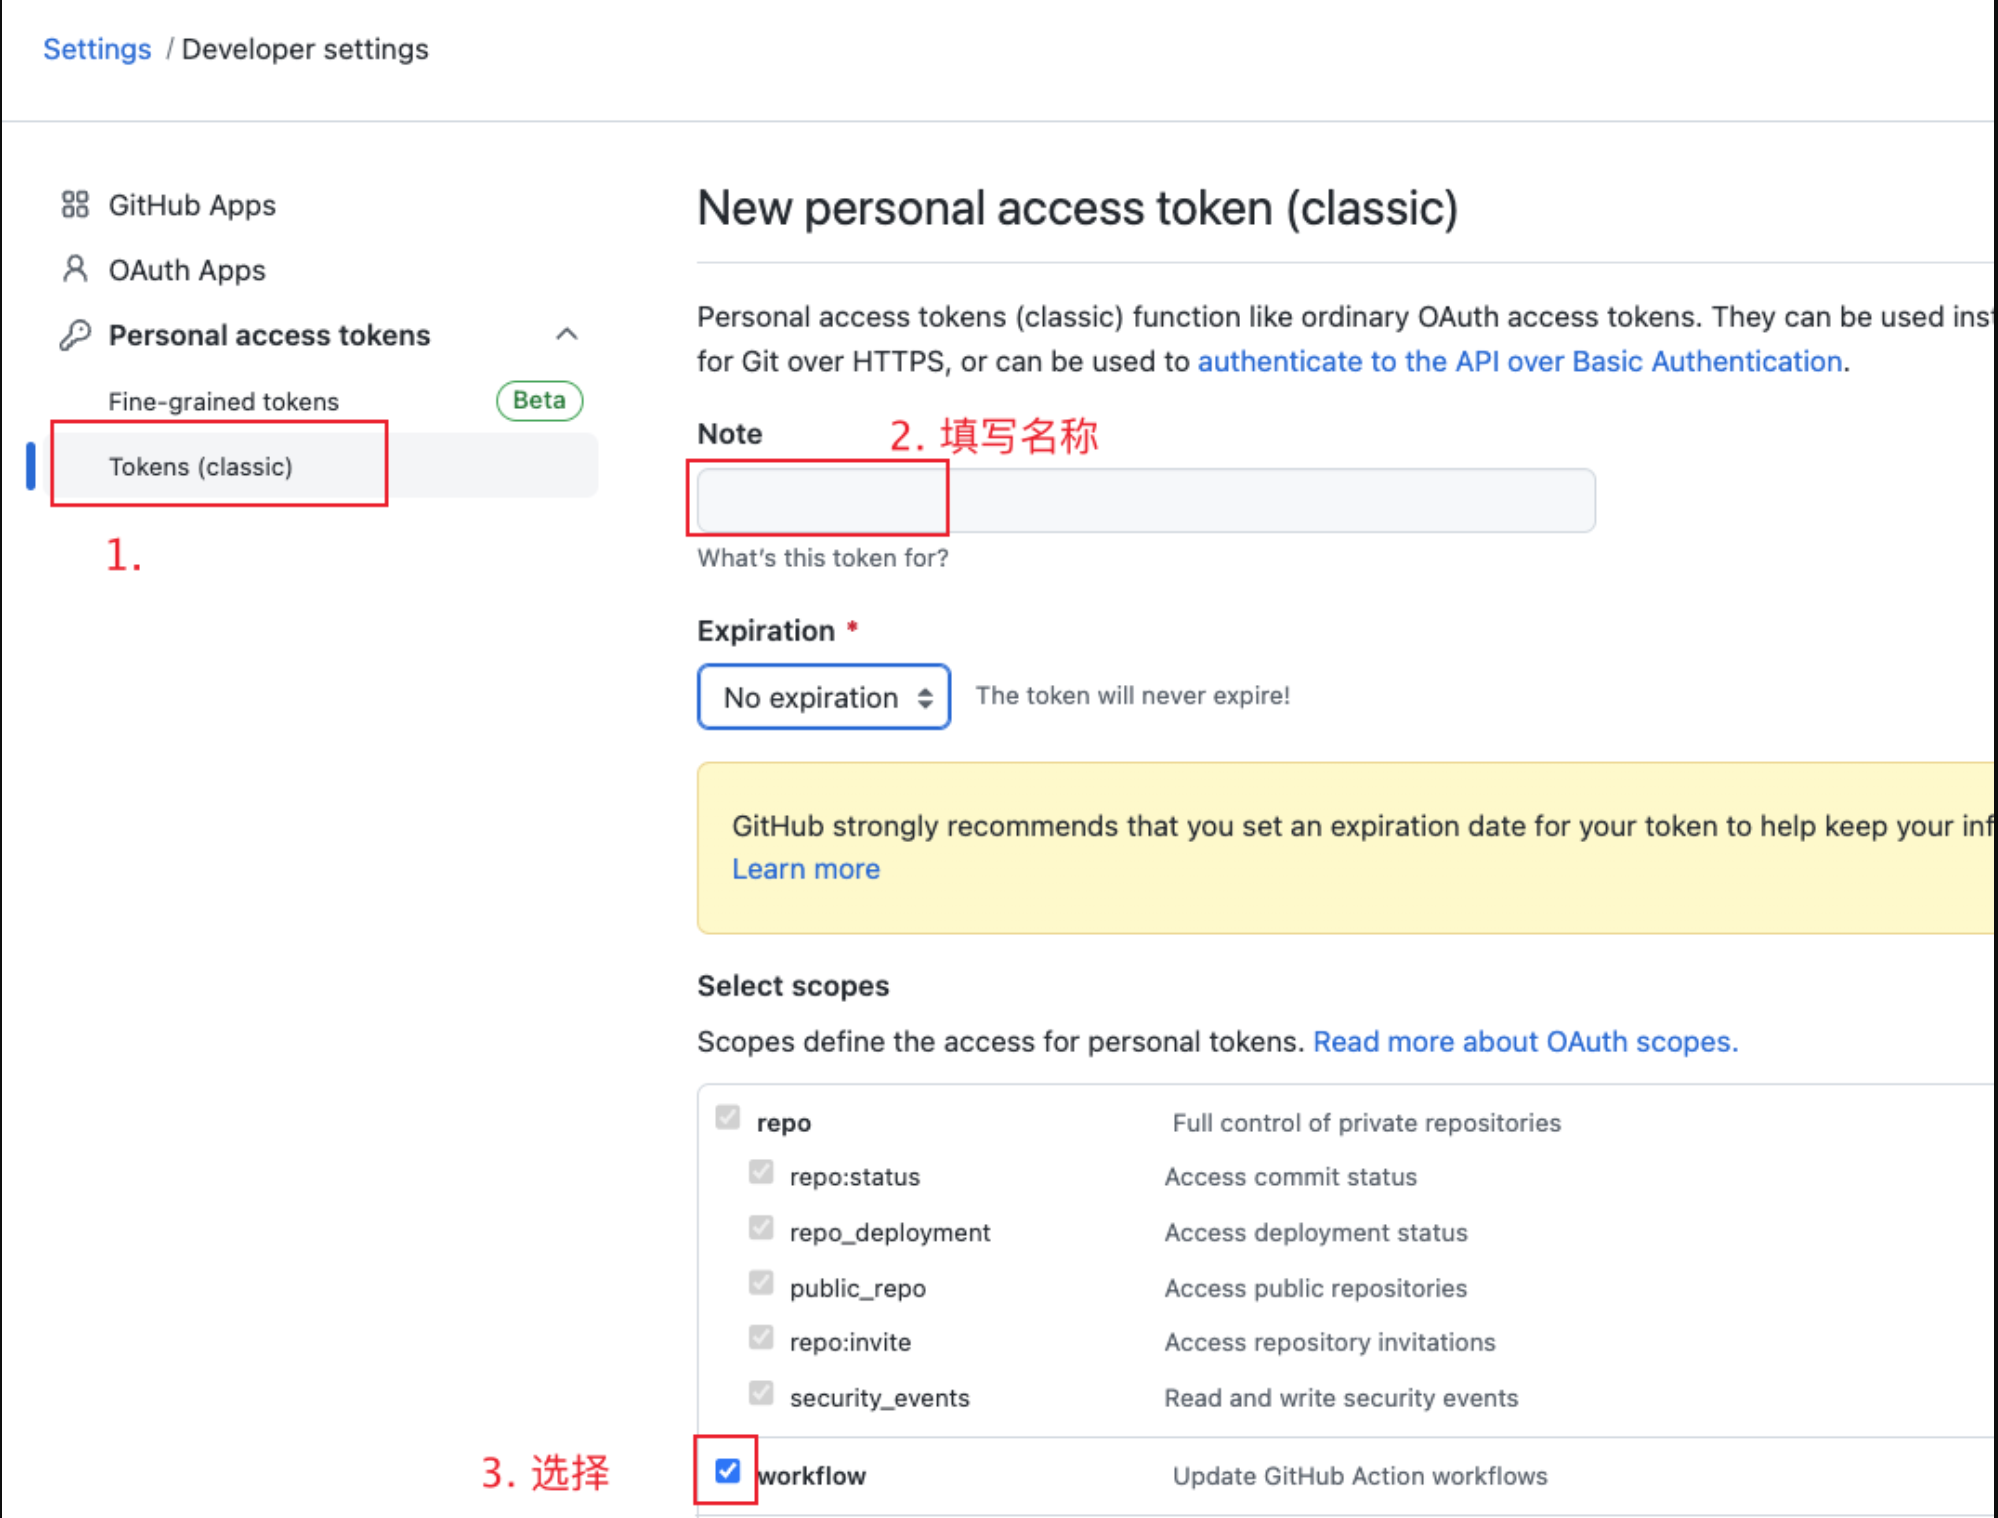 Settings / Developer settings
GitHub Apps
OAuth Apps
Personal access tokens
Fine-grained tokens Beta
Tokens (classic)
1.
New personal access token (classic)
Personal access tokens (classic) function like ordinary OAuth access tokens. They can be used inst
for Git over HTTPS, or can be used to authenticate to the API over Basic Authentication.
Note 2. 填写名称
What's this token for?
Expiration *
No expiration The token will never expire!
GitHub strongly recommends that you set an expiration date for your token to help keep your inf
Learn more
Select scopes
Scopes define the access for personal tokens. Read more about OAuth scopes.
repo Full control of private repositories
repo:status Access commit status
repo_deployment Access deployment status
public_repo Access public repositories
repo:invite Access repository invitations
security_events Read and write security events
3. 选择 workflow Update GitHub Action workflows